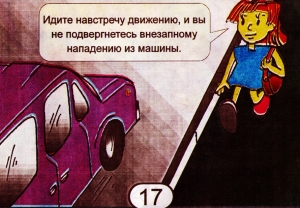 Идите навстречу движению, и вы
не подвергнетесь внезапному
нападению из машины.
17